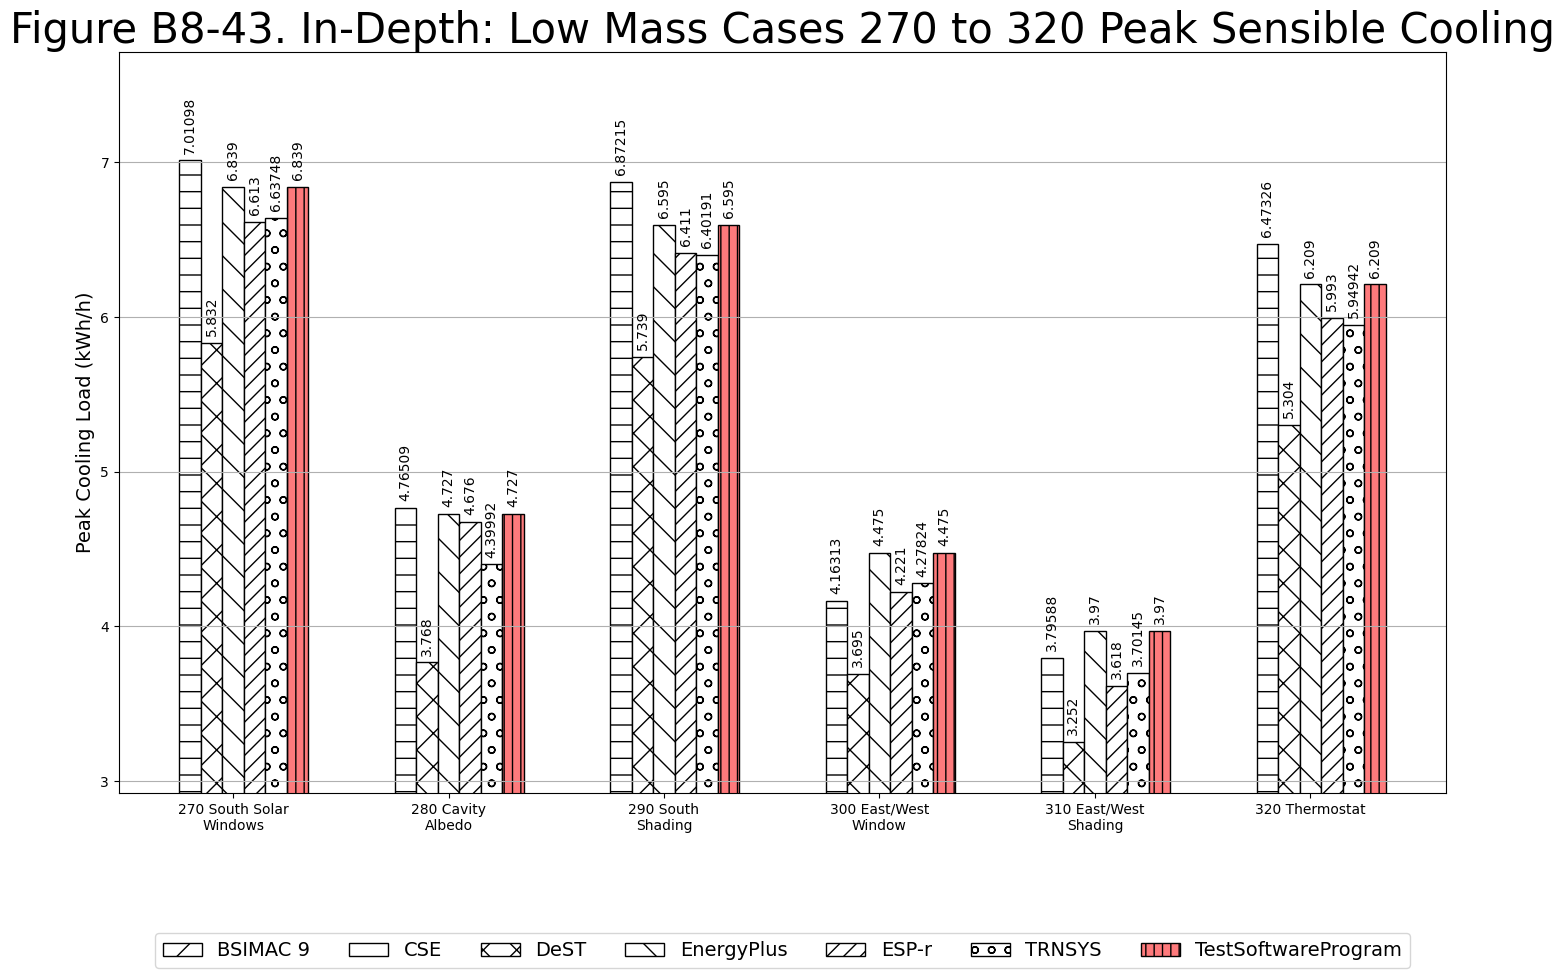 Figure B8-43. In-Depth: Low Mass Cases 270 to 320 Peak Sensible Cooling
Peak Cooling Load (kWh/h)
7
6
5
4
3
7.01098
5.832
6.839
6.613
6.63748
6.839
4.76509
3.768
4.727
4.676
4.39992
4.727
6.87215
5.739
6.595
6.411
6.40191
6.595
4.16313
3.695
4.475
4.221
4.27824
4.475
3.79588
3.252
3.97
3.618
3.70145
3.97
6.47326
5.304
6.209
5.993
5.94942
6.209
270 South Solar
Windows
280 Cavity
Albedo
290 South
Shading
300 East/West
Window
310 East/West
Shading
320 Thermostat
BSIMAC 9
CSE
DeST
EnergyPlus
ESP-r
TRNSYS
TestSoftwareProgram